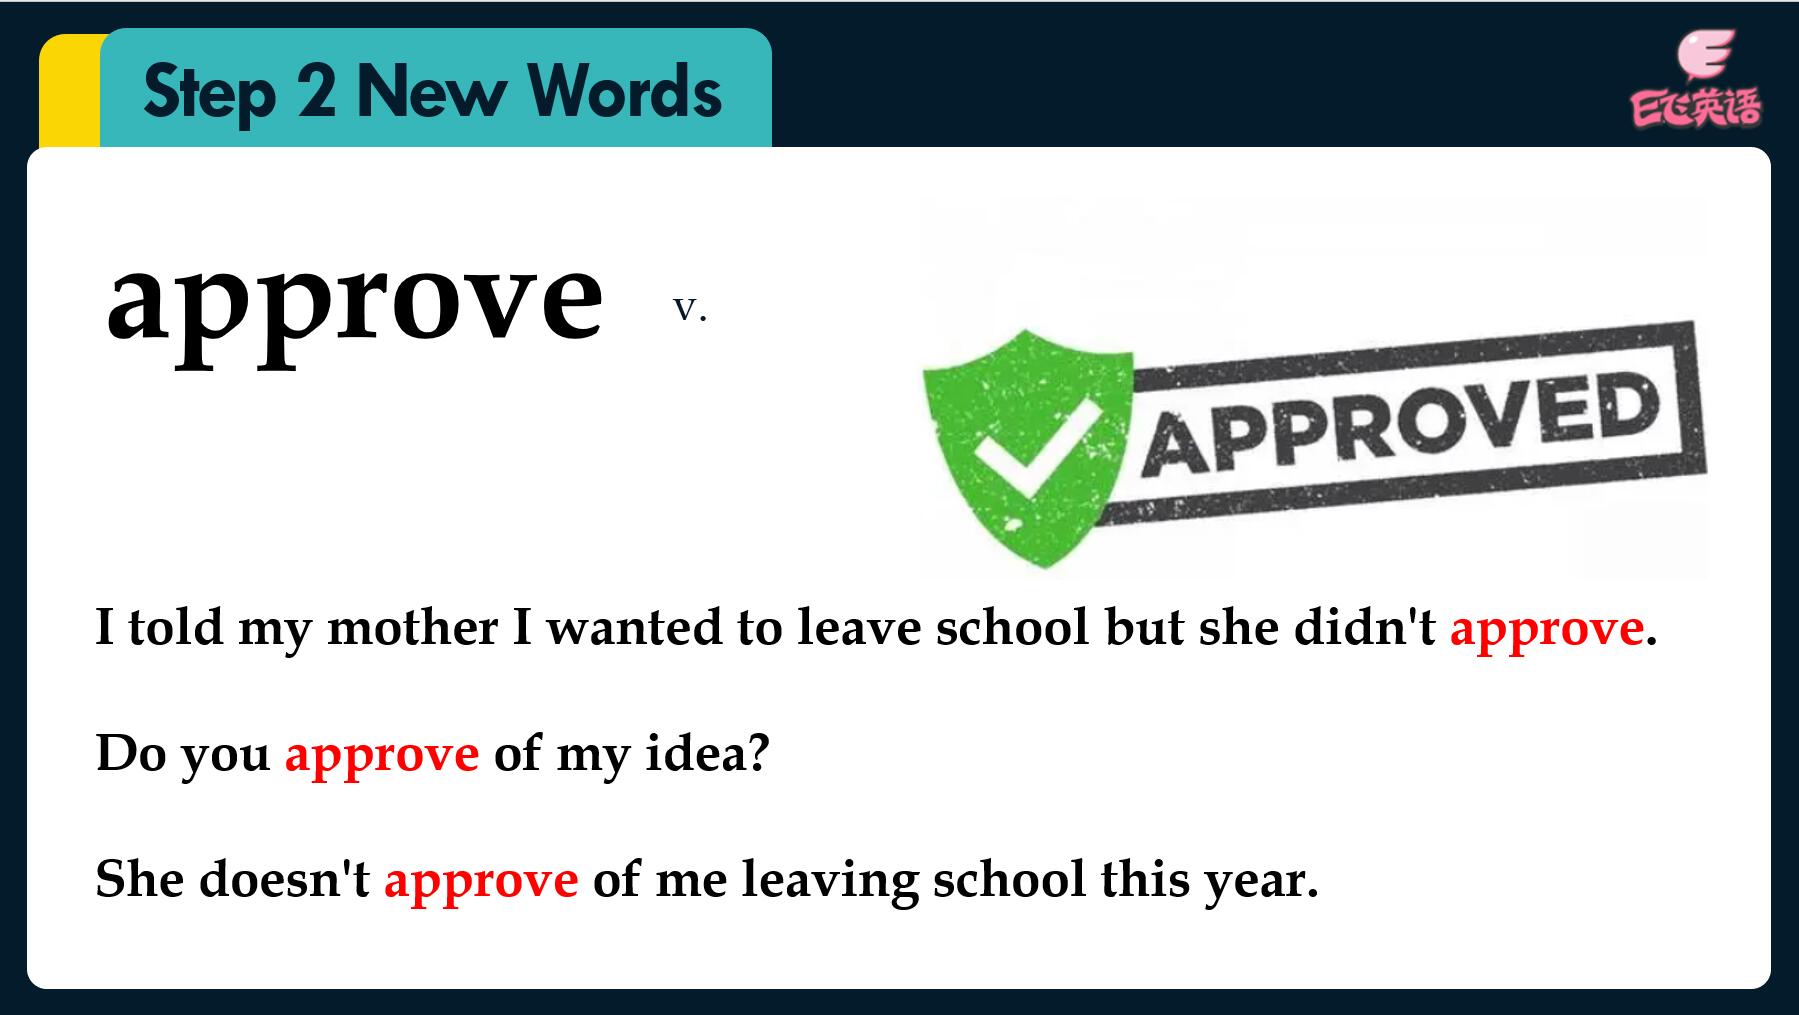 Step 2 New Words
E飞英语
approve v.
APPROVED
I told my mother I wanted to leave school but she didn't approve.
Do you approve of my idea?
She doesn't approve of me leaving school this year.